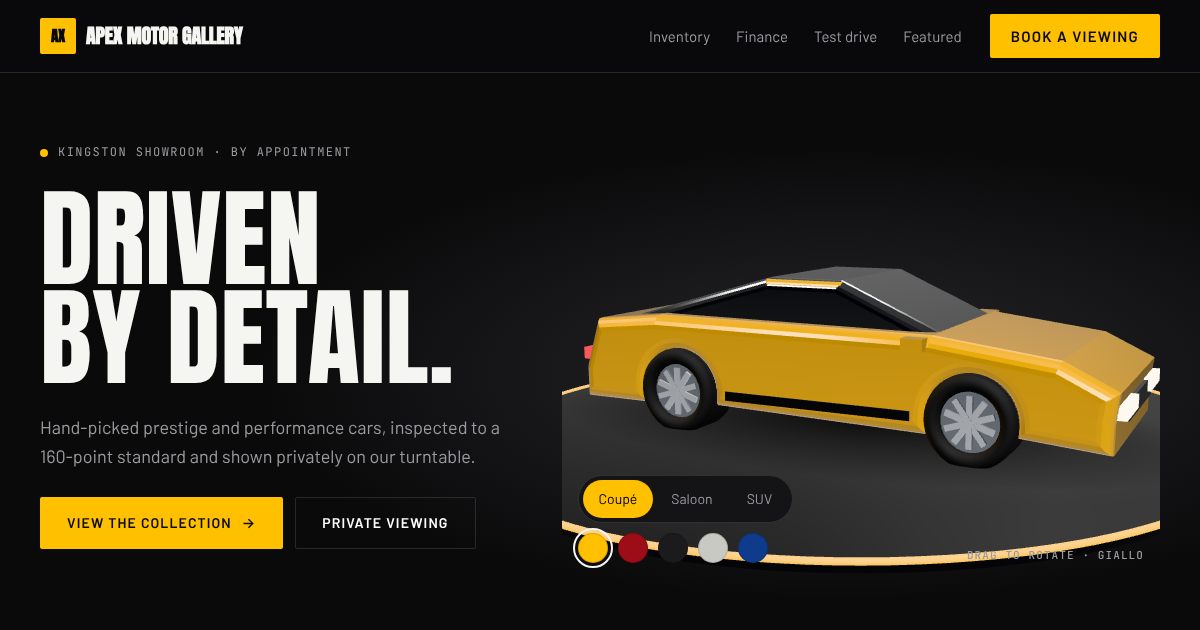 AX APEX MOTOR GALLERY
Inventory Finance Test drive Featured BOOK A VIEWING
KINGSTON SHOWROOM · BY APPOINTMENT
DRIVEN
BY DETAIL.
Hand-picked prestige and performance cars, inspected to a
160-point standard and shown privately on our turntable.
VIEW THE COLLECTION → PRIVATE VIEWING
Coupé Saloon SUV
DRAG TO ROTATE · GIALLO